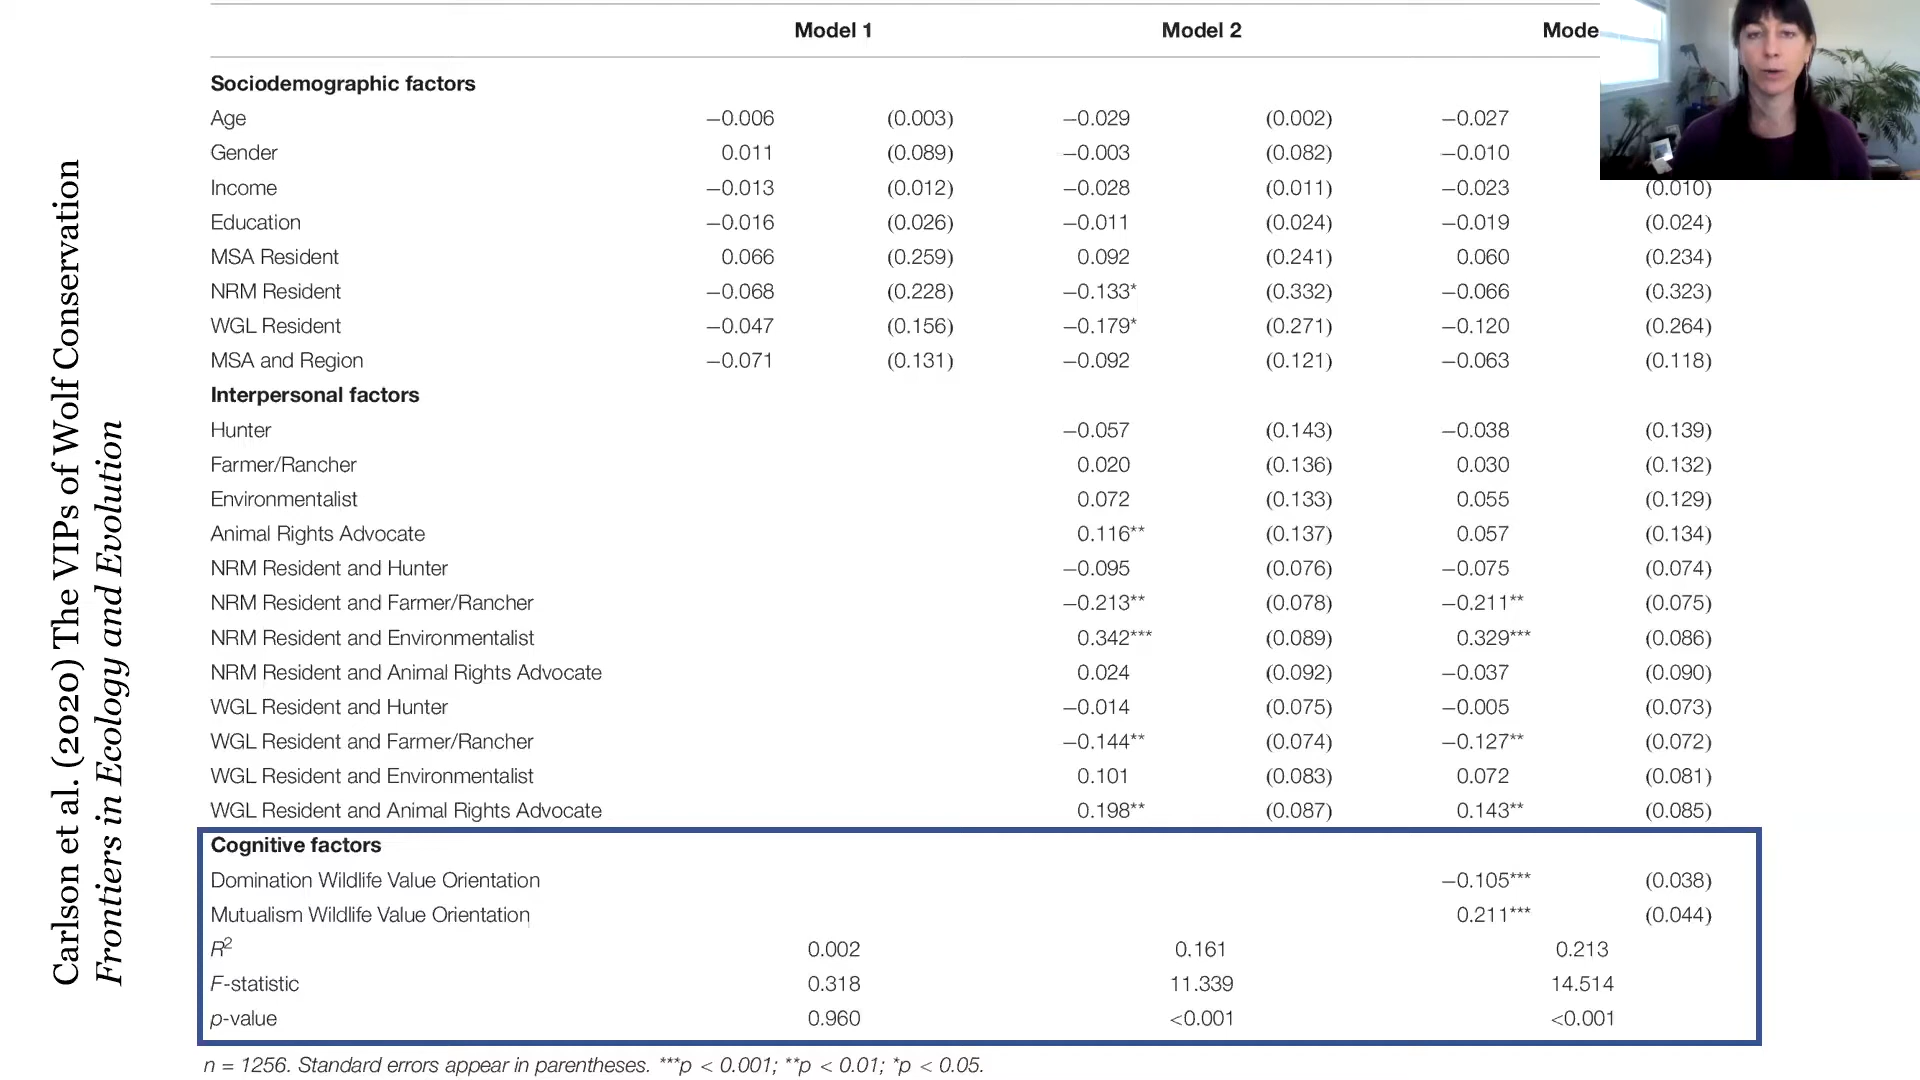 Carlson et al. (2020) The VIPs of Wolf Conservation
Frontiers in Ecology and Evolution
Model 1 Model 2 Mode
Sociodemographic factors
Age −0.006 (0.003) −0.029 (0.002) −0.027
Gender 0.011 (0.089) −0.003 (0.082) −0.010
Income −0.013 (0.012) −0.028 (0.011) −0.023 (0.010)
Education −0.016 (0.026) −0.011 (0.024) −0.019 (0.024)
MSA Resident 0.066 (0.259) 0.092 (0.241) 0.060 (0.234)
NRM Resident −0.068 (0.228) −0.133* (0.332) −0.066 (0.323)
WGL Resident −0.047 (0.156) −0.179* (0.271) −0.120 (0.264)
MSA and Region −0.071 (0.131) −0.092 (0.121) −0.063 (0.118)
Interpersonal factors
Hunter −0.057 (0.143) −0.038 (0.139)
Farmer/Rancher 0.020 (0.136) 0.030 (0.132)
Environmentalist 0.072 (0.133) 0.055 (0.129)
Animal Rights Advocate 0.116** (0.137) 0.057 (0.134)
NRM Resident and Hunter −0.095 (0.076) −0.075 (0.074)
NRM Resident and Farmer/Rancher −0.213** (0.078) −0.211** (0.075)
NRM Resident and Environmentalist 0.342*** (0.089) 0.329*** (0.086)
NRM Resident and Animal Rights Advocate 0.024 (0.092) −0.037 (0.090)
WGL Resident and Hunter −0.014 (0.075) −0.005 (0.073)
WGL Resident and Farmer/Rancher −0.144** (0.074) −0.127** (0.072)
WGL Resident and Environmentalist 0.101 (0.083) 0.072 (0.081)
WGL Resident and Animal Rights Advocate 0.198** (0.087) 0.143** (0.085)
Cognitive factors
Domination Wildlife Value Orientation −0.105*** (0.038)
Mutualism Wildlife Value Orientation 0.211*** (0.044)
R² 0.002 0.161 0.213
F-statistic 0.318 11.339 14.514
p-value 0.960 <0.001 <0.001
n = 1256. Standard errors appear in parentheses. ***p < 0.001; **p < 0.01; *p < 0.05.